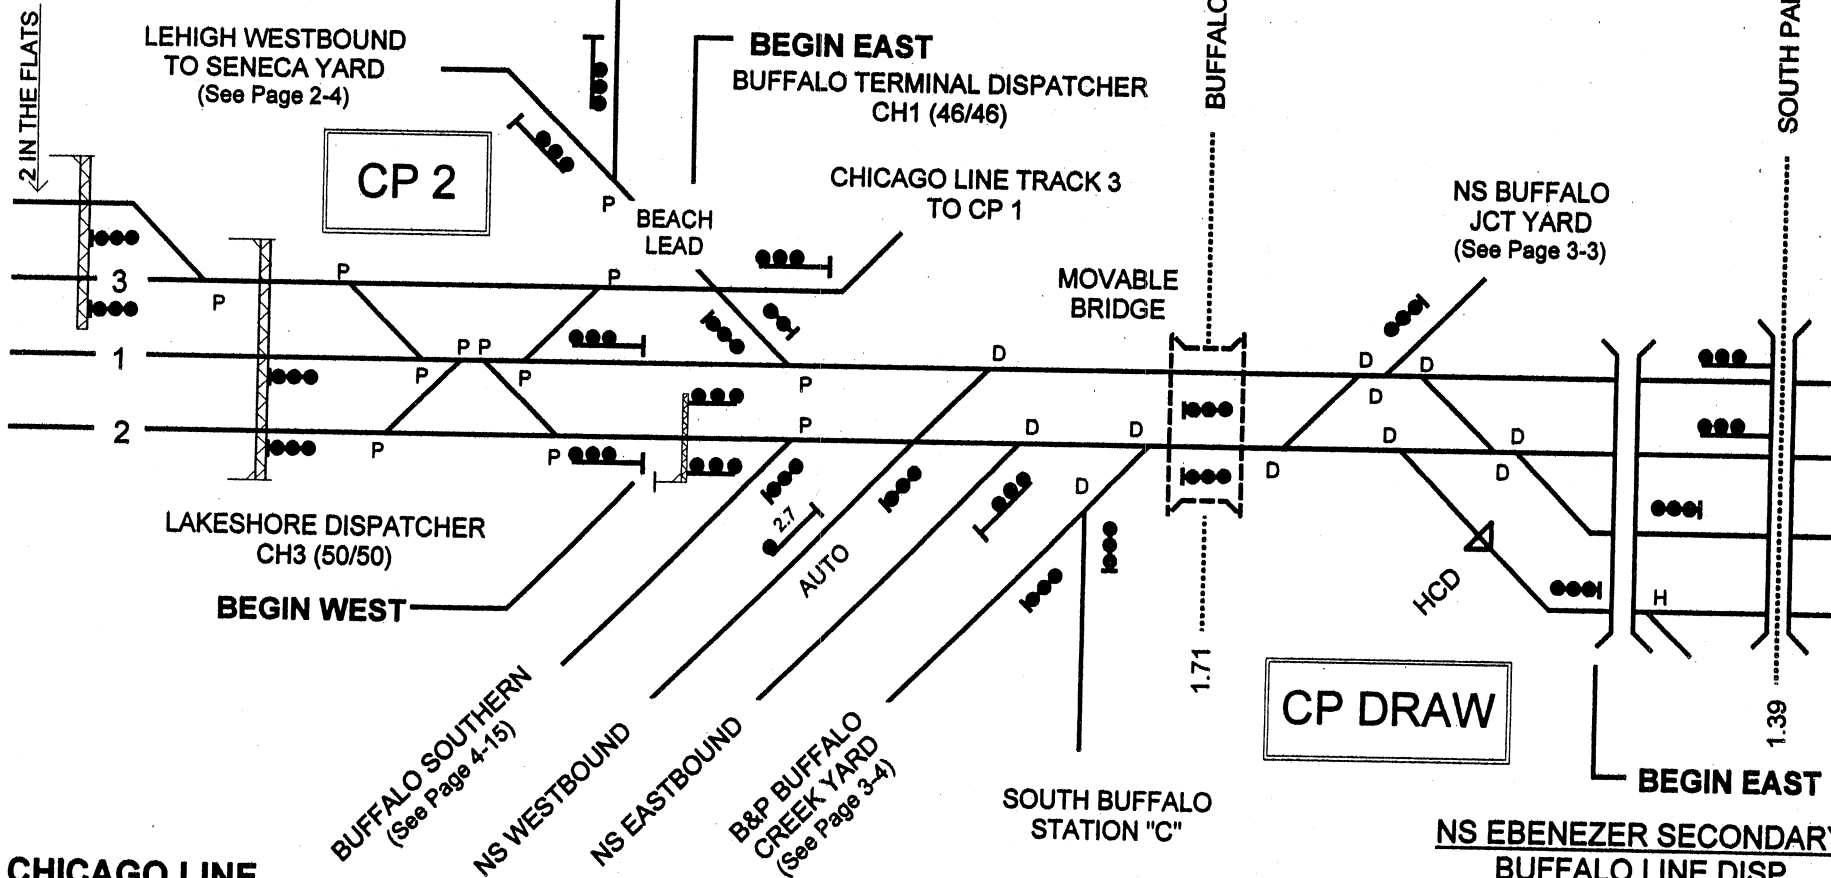 2 IN THE FLATS
LEHIGH WESTBOUND
TO SENECA YARD
(See Page 2-4)
BEGIN EAST
BUFFALO TERMINAL DISPATCHER
CH1 (46/46)
BUFFALO
SOUTH PA
CP 2
CHICAGO LINE TRACK 3
TO CP 1
NS BUFFALO
JCT YARD
(See Page 3-3)
P
BEACH
LEAD
MOVABLE
BRIDGE
3
P
P
P
1
P P
P
P
P
D
D
D
D
2
P
P
P
D
D
D
D
D
D
D
LAKESHORE DISPATCHER
CH3 (50/50)
2.7
AUTO
HCD
H
BEGIN WEST
1.71
1.39
CP DRAW
BUFFALO SOUTHERN
(See Page 4-15)
NS WESTBOUND
NS EASTBOUND
B&P BUFFALO
CREEK YARD
(See Page 3-4)
SOUTH BUFFALO
STATION "C"
BEGIN EAST
NS EBENEZER SECONDARY
BUFFALO LINE DISP
CHICAGO LINE